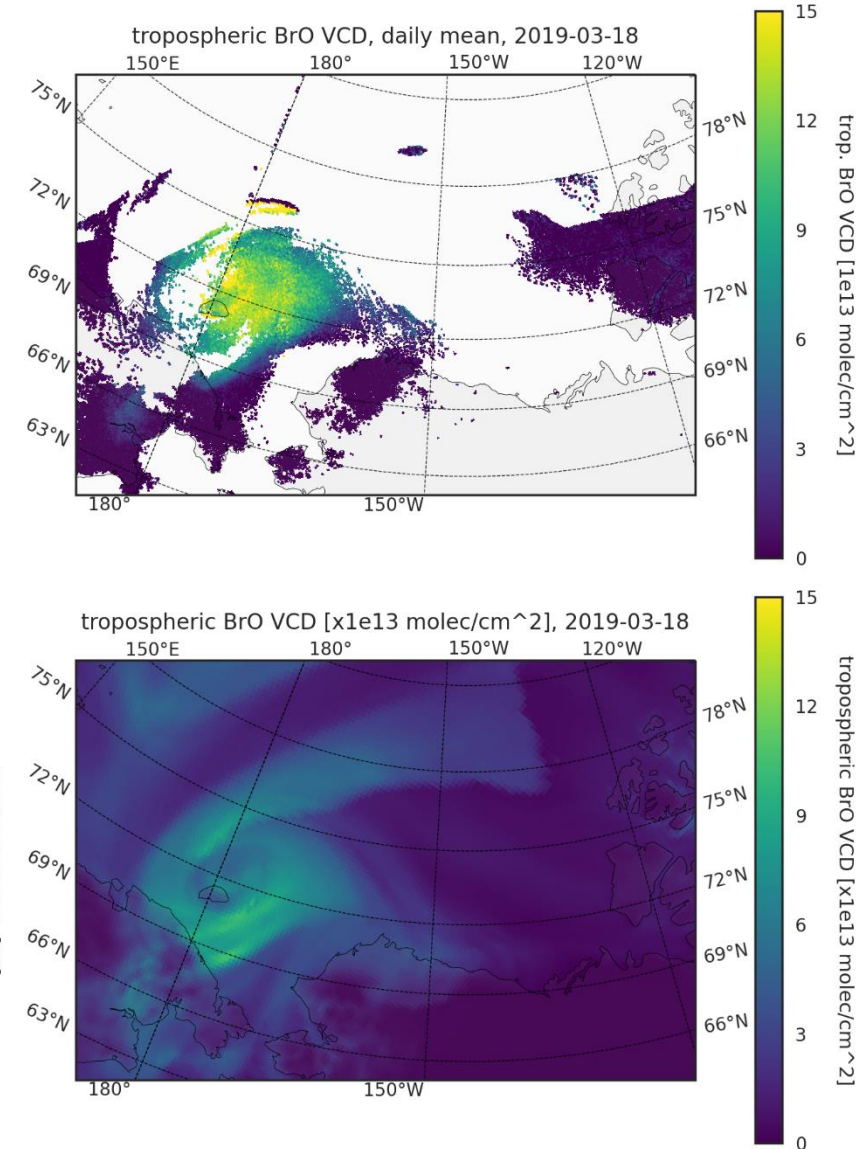 tropospheric BrO VCD, daily mean, 2019-03-18
150°E 180° 150°W 120°W
75°N
72°N
69°N
66°N
63°N
78°N
75°N
72°N
69°N
66°N
180° 150°W
15
12
9
6
3
0
trop. BrO VCD [1e13 molec/cm^2]
tropospheric BrO VCD [x1e13 molec/cm^2], 2019-03-18
150°E 180° 150°W 120°W
75°N
72°N
69°N
66°N
63°N
78°N
75°N
72°N
69°N
66°N
180° 150°W
15
12
9
6
3
0
tropospheric BrO VCD [x1e13 molec/cm^2]